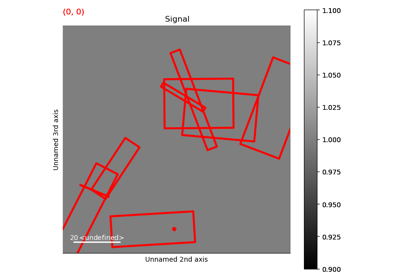 (0, 0)
Signal
Unnamed 3rd axis
20 <undefined>
Unnamed 2nd axis
1.100
1.075
1.050
1.025
1.000
0.975
0.950
0.925
0.900